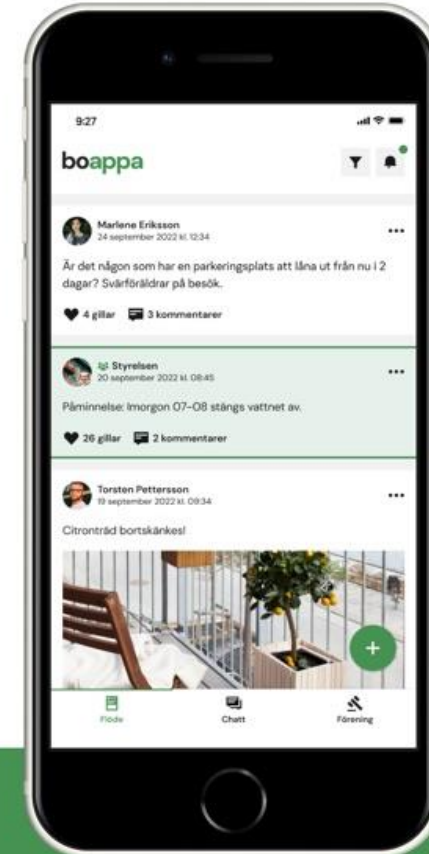 9:27
boappa
Marlene Eriksson
24 september 2022 kl. 12:34
Är det någon som har en parkeringsplats att låna ut från nu i 2
dagar? Svärföräldrar på besök.
4 gillar 3 kommentarer
Styrelsen
20 september 2022 kl. 08:45
Påminnelse: Imorgon 07-08 stängs vattnet av.
26 gillar 2 kommentarer
Torsten Pettersson
19 september 2022 kl. 09:34
Citronträd bortskänkes!
Flöde Chatt Förening